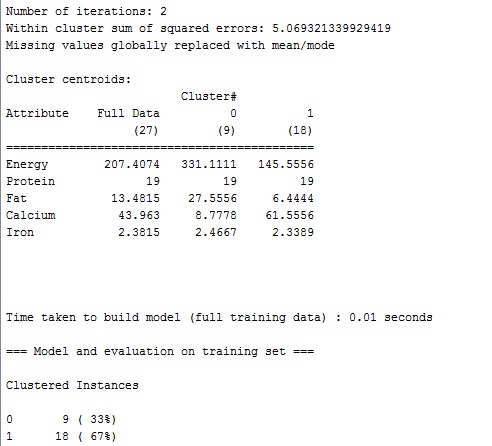 Number of iterations: 2
Within cluster sum of squared errors: 5.069321339929419
Missing values globally replaced with mean/mode
Cluster centroids:
Cluster#
Attribute Full Data 0 1
(27) (9) (18)
==========================================
Energy 207.4074 331.1111 145.5556
Protein 19 19 19
Fat 13.4815 27.5556 6.4444
Calcium 43.963 8.7778 61.5556
Iron 2.3815 2.4667 2.3389
Time taken to build model (full training data) : 0.01 seconds
=== Model and evaluation on training set ===
Clustered Instances
0 9 ( 33%)
1 18 ( 67%)